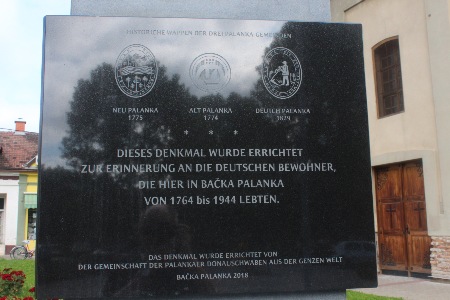 HISTORISCHE WAPPEN DER DREI PALANKA GEMEINDEN
NEU PALANKA ALT PALANKA DEUTSCH PALANKA
1775 1774 1829
* * *
DIESES DENKMAL WURDE ERRICHTET
ZUR ERINNERUNG AN DIE DEUTSCHEN BEWOHNER,
DIE HIER IN BAČKA PALANKA
VON 1764 bis 1944 LEBTEN.
DAS DENKMAL WURDE ERRICHTET VON
DER GEMEINSCHAFT DER PALANKAER DONAUSCHWABEN AUS DER GENZEN WELT
BAČKA PALANKA 2018